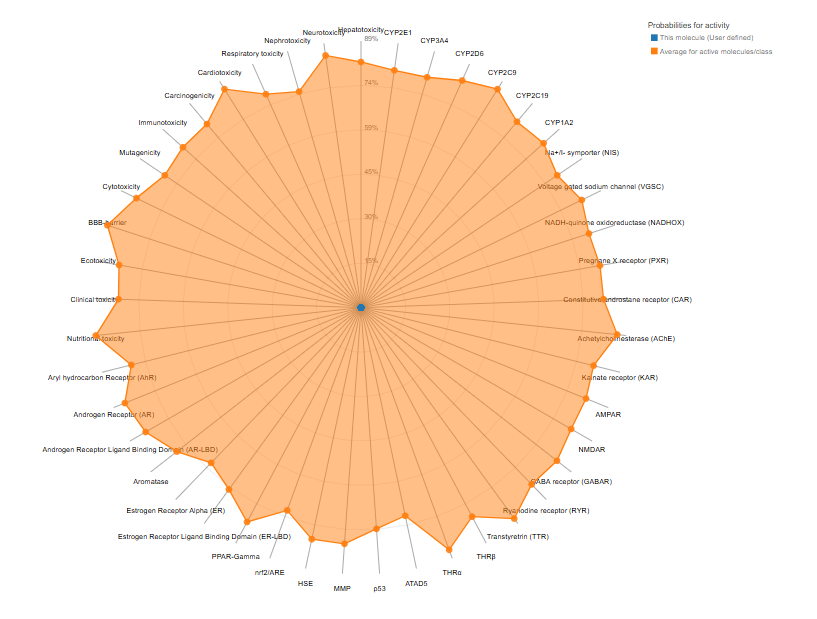 Probabilities for activity
This molecule (User defined)
Average for active molecules/class
Hepatotoxicity
Neurotoxicity
Nephrotoxicity
Respiratory toxicity
Cardiotoxicity
Carcinogenicity
Immunotoxicity
Mutagenicity
Cytotoxicity
BBB-barrier
Ecotoxicity
Clinical toxicity
Nutritional toxicity
Aryl hydrocarbon Receptor (AhR)
Androgen Receptor (AR)
Androgen Receptor Ligand Binding Domain (AR-LBD)
Aromatase
Estrogen Receptor Alpha (ER)
Estrogen Receptor Ligand Binding Domain (ER-LBD)
PPAR-Gamma
nrf2/ARE
HSE
MMP
p53
ATAD5
THRα
THRβ
Transtyretrin (TTR)
Ryanodine receptor (RYR)
GABA receptor (GABAR)
NMDAR
AMPAR
Kainate receptor (KAR)
Achetylcholinesterase (AChE)
Constitutive androstane receptor (CAR)
Pregnane X receptor (PXR)
NADH-quinone oxidoreductase (NADHOX)
Voltage gated sodium channel (VGSC)
Na+/I- symporter (NIS)
CYP1A2
CYP2C19
CYP2C9
CYP2D6
CYP3A4
CYP2E1
89%
74%
59%
45%
30%
15%